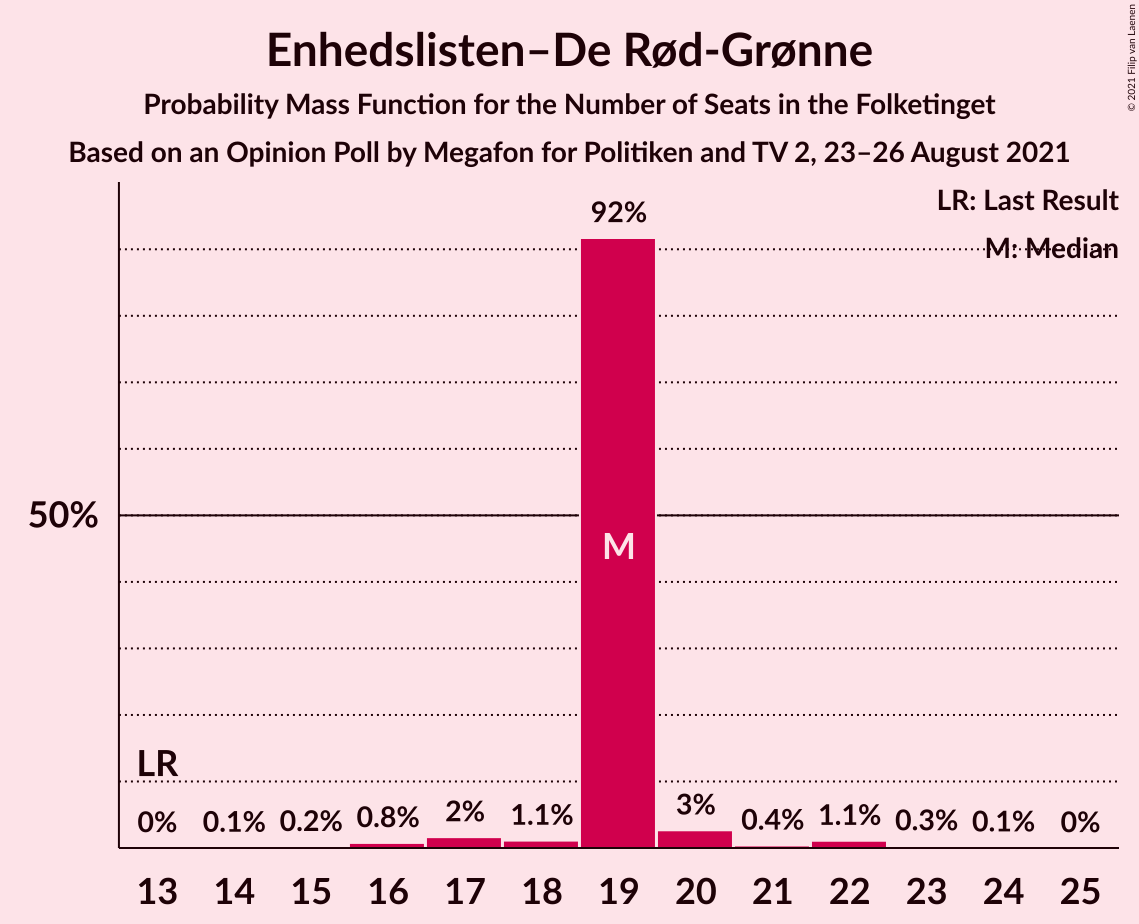 Enhedslisten–De Rød-Grønne
Probability Mass Function for the Number of Seats in the Folketinget
Based on an Opinion Poll by Megafon for Politiken and TV 2, 23–26 August 2021
© 2021 Filip van Laenen
LR: Last Result
M: Median
92%
50%
M
LR
0% 0.1% 0.2% 0.8% 2% 1.1% 3% 0.4% 1.1% 0.3% 0.1% 0%
13 14 15 16 17 18 19 20 21 22 23 24 25